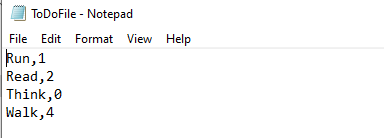 ToDoFile - Notepad
File Edit Format View Help
Run,1
Read,2
Think,0
Walk,4